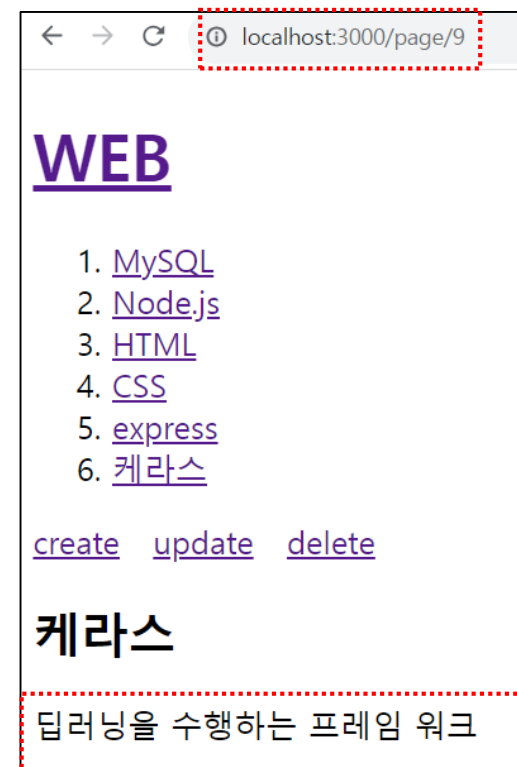 localhost:3000/page/9
WEB
1. MySQL
2. Node.js
3. HTML
4. CSS
5. express
6. 케라스
create update delete
케라스
딥러닝을 수행하는 프레임 워크